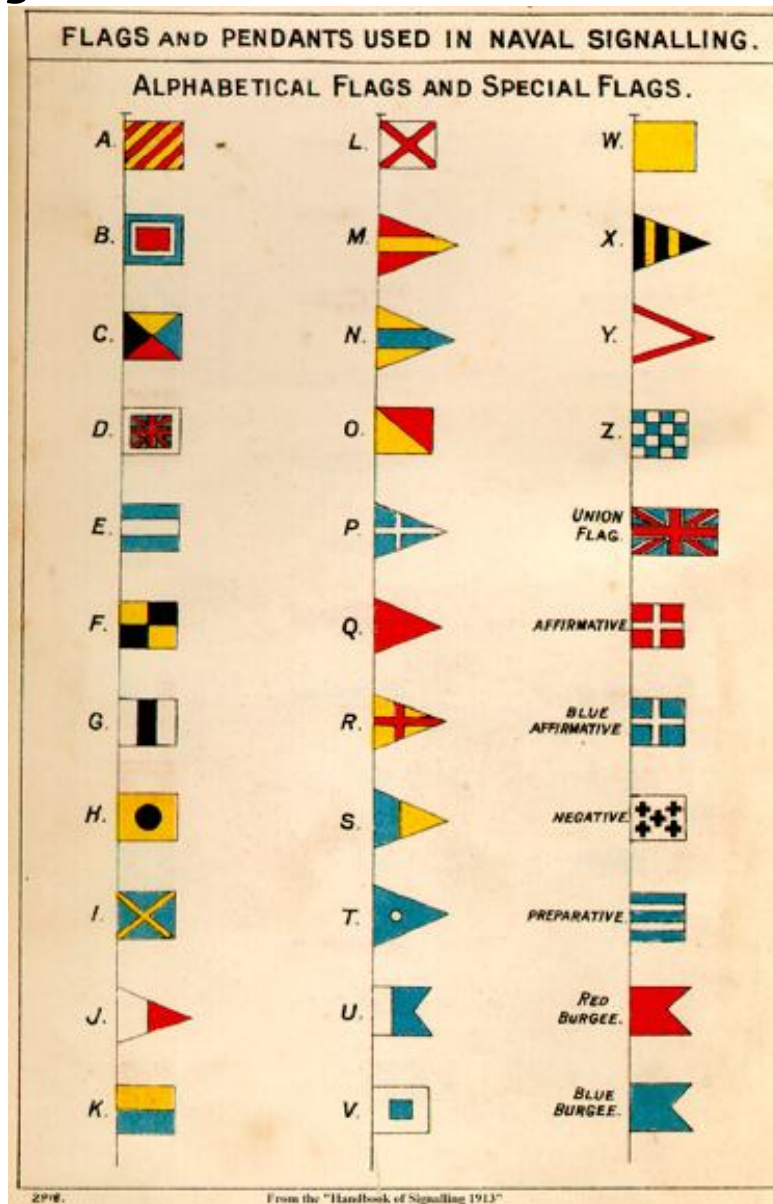 FLAGS AND PENDANTS USED IN NAVAL SIGNALLING.
ALPHABETICAL FLAGS AND SPECIAL FLAGS.
A.
B.
C.
D.
E.
F.
G.
H.
I.
J.
K.
L.
M.
N.
O.
P.
Q.
R.
S.
T.
U.
V.
W.
X.
Y.
Z.
UNION
FLAG.
AFFIRMATIVE.
BLUE
AFFIRMATIVE.
NEGATIVE.
PREPARATIVE.
RED
BURGEE.
BLUE
BURGEE.
2918.
From the "Handbook of Signalling 1913"